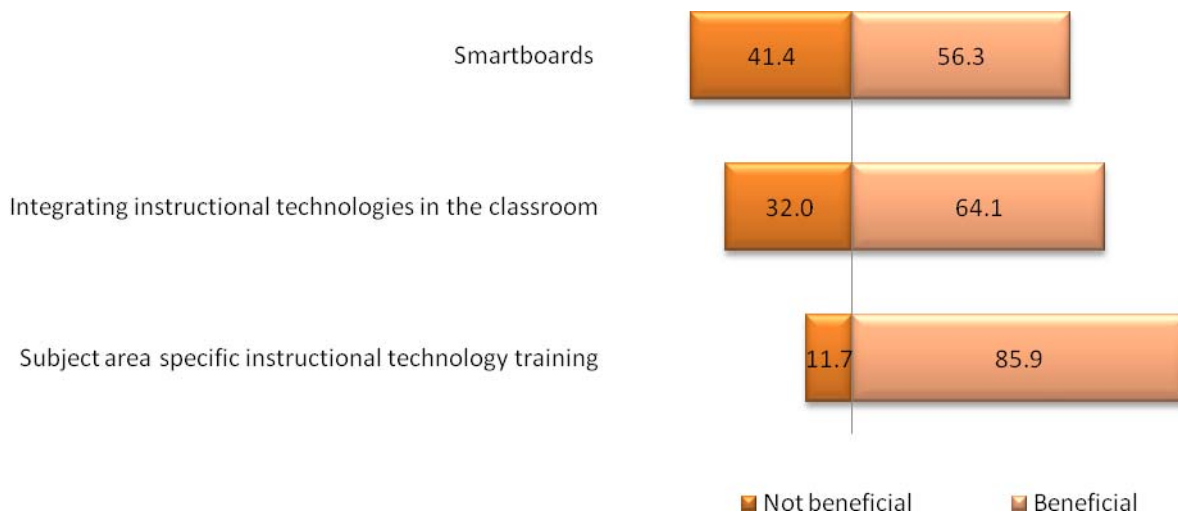 Smartboards 41.4 56.3
Integrating instructional technologies in the classroom 32.0 64.1
Subject area specific instructional technology training 11.7 85.9
Not beneficial Beneficial